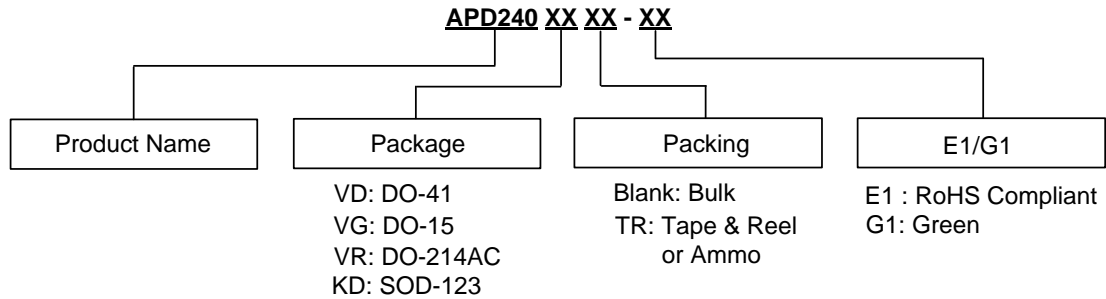 APD240 XX XX - XX
Product Name
Package
Packing
E1/G1
VD: DO-41
VG: DO-15
VR: DO-214AC
KD: SOD-123
Blank: Bulk
TR: Tape & Reel
or Ammo
E1 : RoHS Compliant
G1: Green